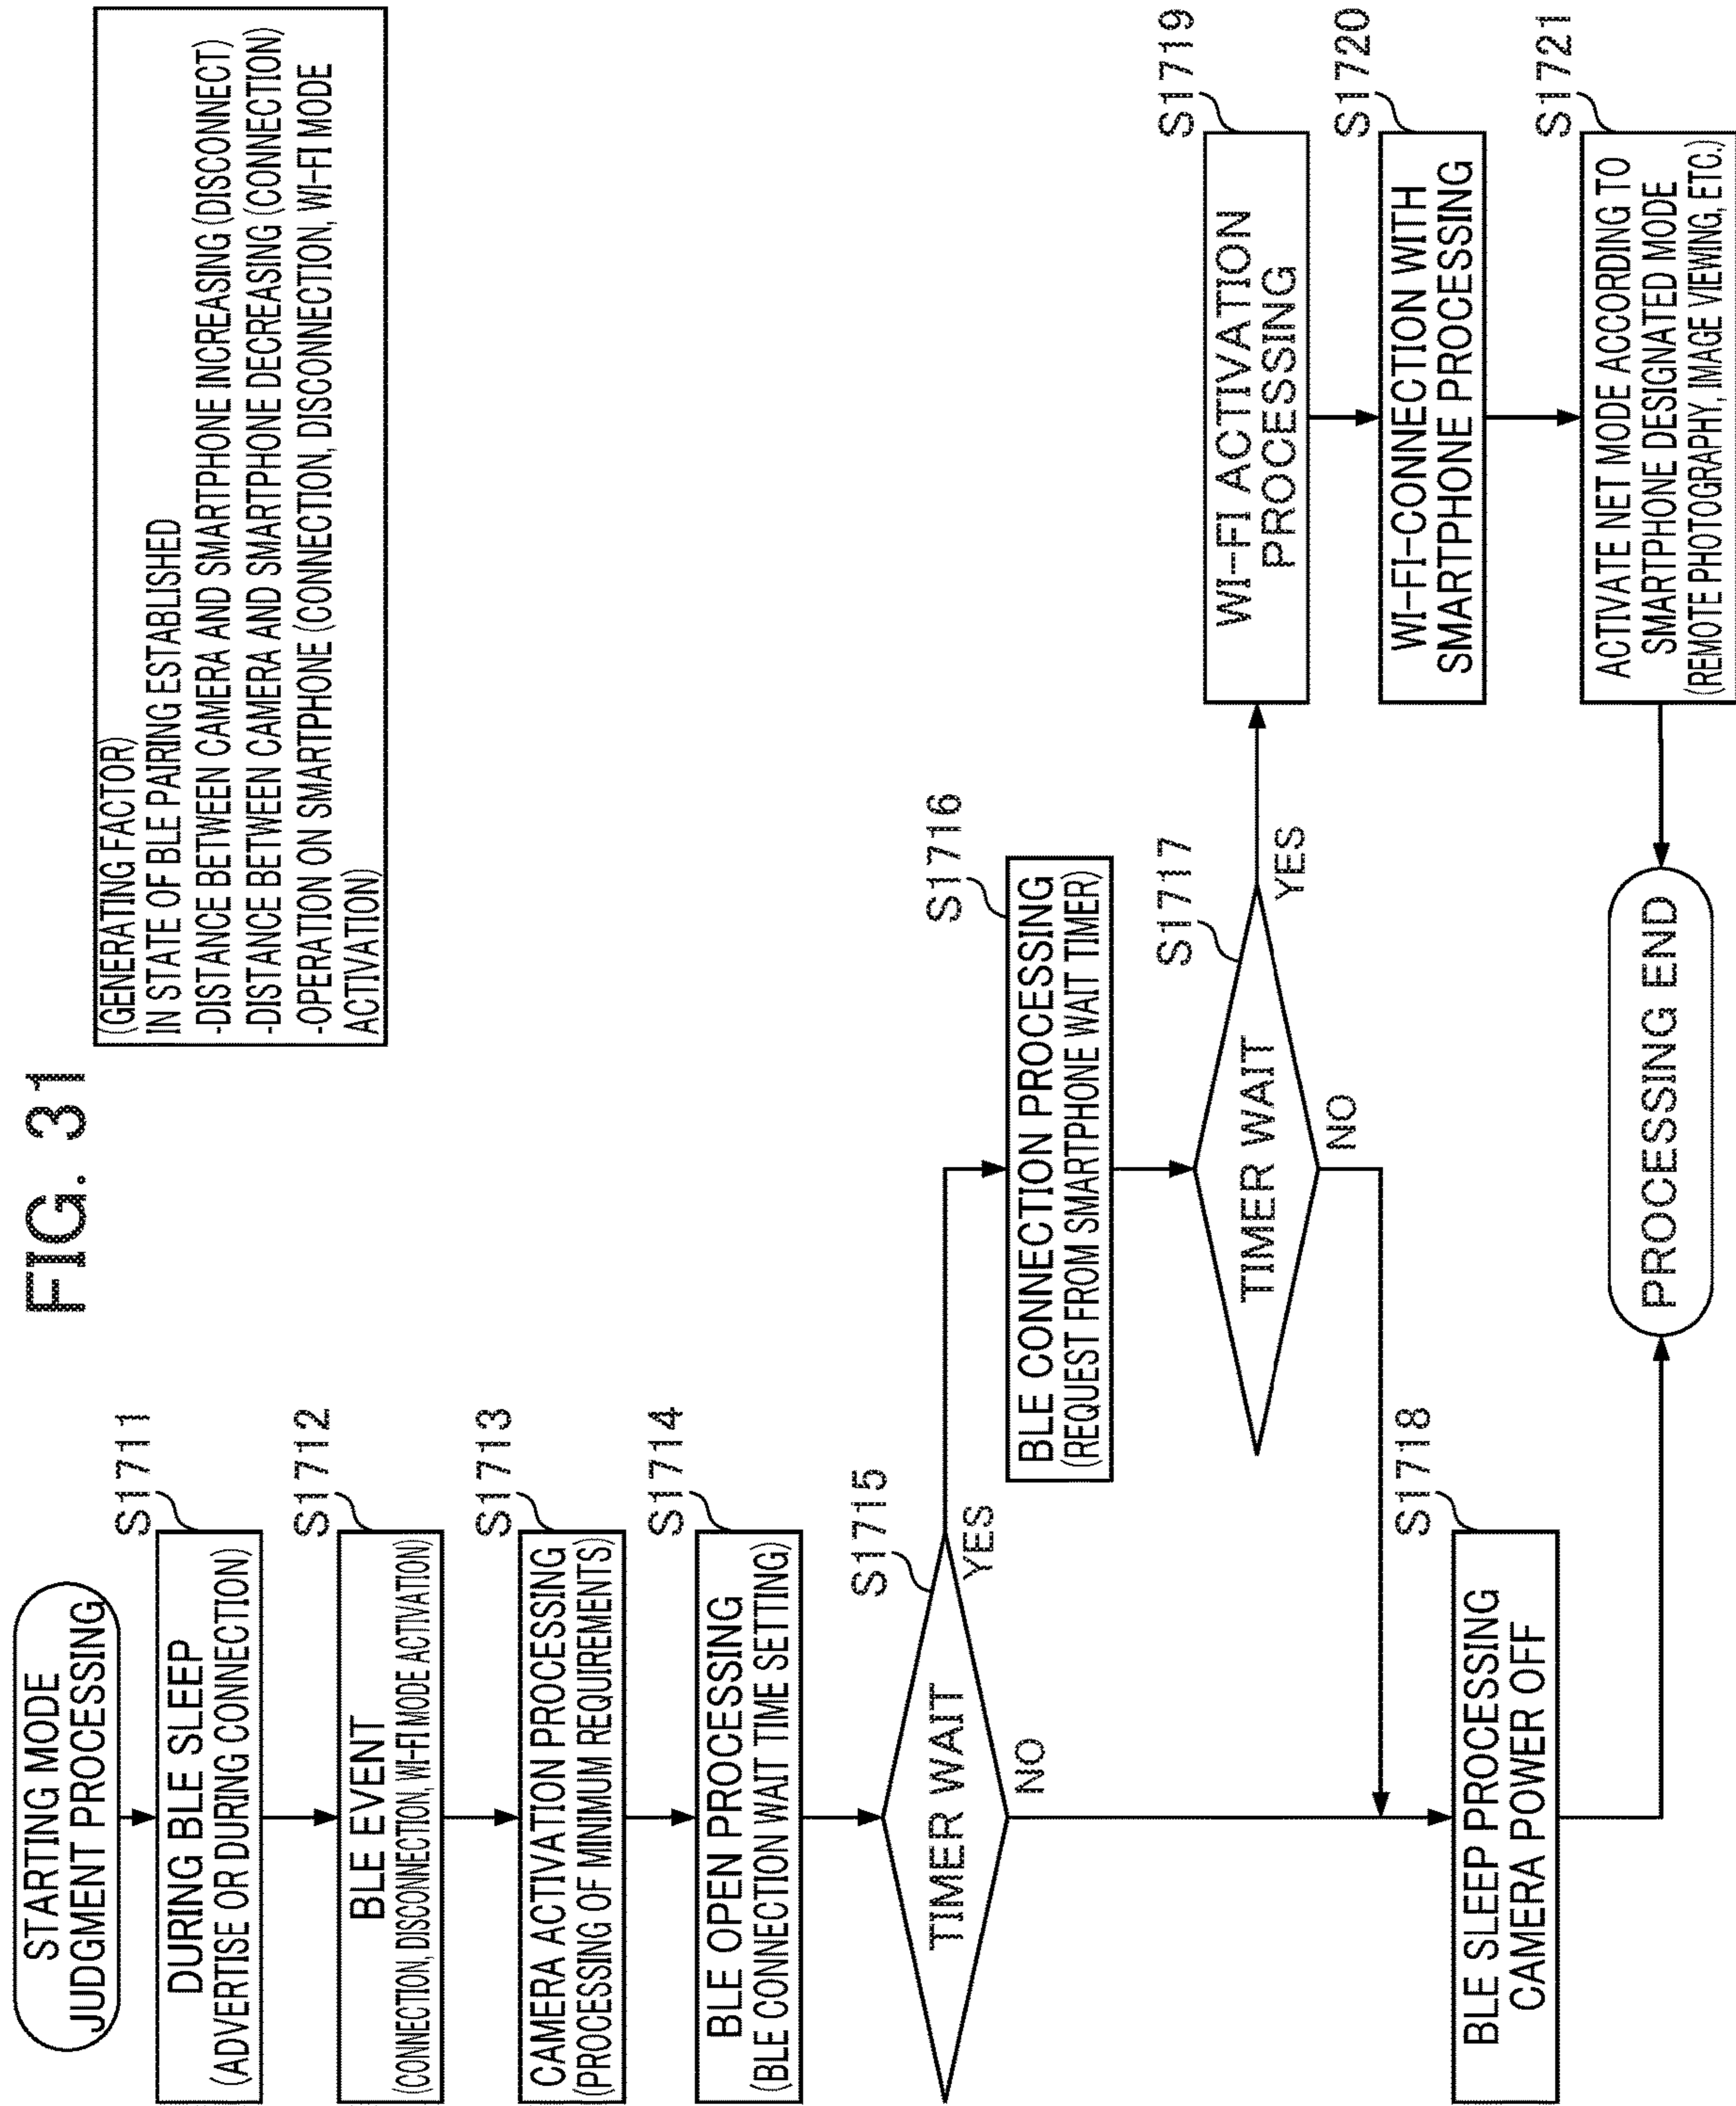 FIG. 31
(GENERATING FACTOR)
IN STATE OF BLE PAIRING ESTABLISHED
-DISTANCE BETWEEN CAMERA AND SMARTPHONE INCREASING (DISCONNECT)
-DISTANCE BETWEEN CAMERA AND SMARTPHONE DECREASING (CONNECTION)
-OPERATION ON SMARTPHONE (CONNECTION, DISCONNECTION, WI-FI MODE
ACTIVATION)
STARTING MODE
JUDGMENT PROCESSING
S1711
DURING BLE SLEEP
(ADVERTISE OR DURING CONNECTION)
S1712
BLE EVENT
(CONNECTION, DISCONNECTION, WI-FI MODE ACTIVATION)
S1713
CAMERA ACTIVATION PROCESSING
(PROCESSING OF MINIMUM REQUIREMENTS)
S1714
BLE OPEN PROCESSING
(BLE CONNECTION WAIT TIME SETTING)
S1715
TIMER WAIT
YES
NO
S1716
BLE CONNECTION PROCESSING
(REQUEST FROM SMARTPHONE WAIT TIMER)
S1717
TIMER WAIT
YES
NO
S1718
BLE SLEEP PROCESSING
CAMERA POWER OFF
S1719
WI-FI ACTIVATION
PROCESSING
S1720
WI-FI-CONNECTION WITH
SMARTPHONE PROCESSING
S1721
ACTIVATE NET MODE ACCORDING TO
SMARTPHONE DESIGNATED MODE
(REMOTE PHOTOGRAPHY, IMAGE VIEWING, ETC.)
PROCESSING END